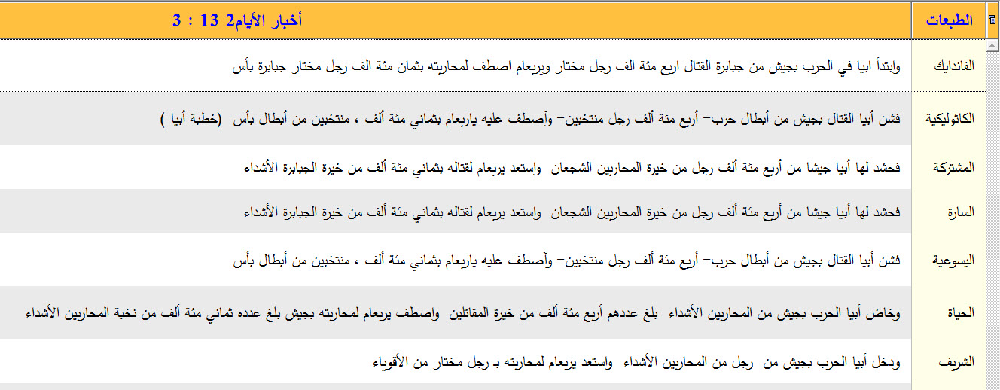 الطبعات أخبار الأيام2 13 : 3
الفاندايك وابتدأ ابيا في الحرب بجيش من جبابرة القتال اربع مئة الف رجل مختار ويربعام اصطف لمحاربته بثمان مئة الف رجل مختار جبابرة بأس
الكاثوليكية فشن أبيا القتال بجيش من أبطال حرب- أربع مئة ألف رجل منتخبين- وآصطف عليه ياربعام بثماني مئة ألف ، منتخبين من أبطال بأس (خطبة أبيا )
المشتركة فحشد لها أبيا جيشا من أربع مئة ألف رجل من خيرة المحاربين الشجعان واستعد يربعام لقتاله بثماني مئة ألف من خيرة الجبابرة الأشداء
السارة فحشد لها أبيا جيشا من أربع مئة ألف رجل من خيرة المحاربين الشجعان واستعد يربعام لقتاله بثماني مئة ألف من خيرة الجبابرة الأشداء
اليسوعية فشن أبيا القتال بجيش من أبطال حرب- أربع مئة ألف رجل منتخبين- وآصطف عليه ياربعام بثماني مئة ألف ، منتخبين من أبطال بأس
الحياة وخاض أبيا الحرب بجيش من المحاربين الأشداء بلغ عددهم أربع مئة ألف من خيرة المقاتلين واصطف يربعام لمحاربته بجيش بلغ عدده ثماني مئة ألف من نخبة المحاربين الأشداء
الشريف ودخل أبيا الحرب بجيش من رجل من المحاربين الأشداء واستعد يربعام لمحاربته بـ رجل مختار من الأقوياء